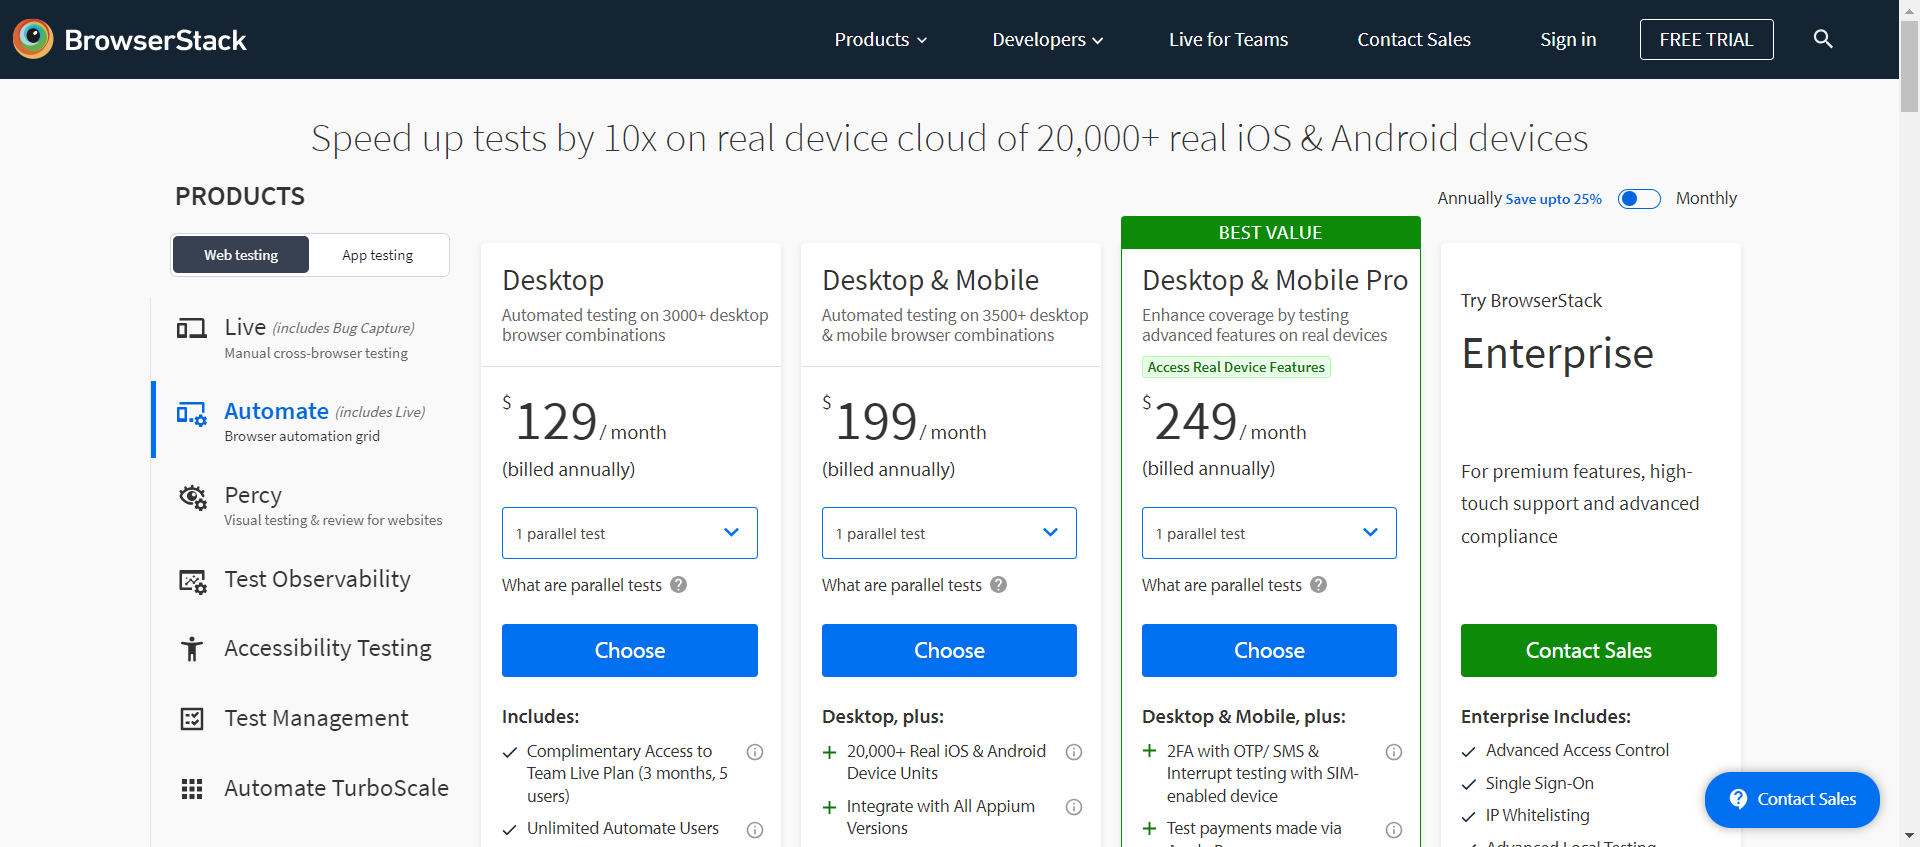 BrowserStack
Products
Developers
Live for Teams
Contact Sales
Sign in
FREE TRIAL
Speed up tests by 10x on real device cloud of 20,000+ real iOS & Android devices
PRODUCTS
Annually Save upto 25%
Monthly
Web testing
App testing
Live (includes Bug Capture)
Manual cross-browser testing
Automate (includes Live)
Browser automation grid
Percy
Visual testing & review for websites
Test Observability
Accessibility Testing
Test Management
Automate TurboScale
Desktop
Automated testing on 3000+ desktop
browser combinations
$129/ month
(billed annually)
1 parallel test
What are parallel tests
Choose
Includes:
Complimentary Access to
Team Live Plan (3 months, 5
users)
Unlimited Automate Users
Desktop & Mobile
Automated testing on 3500+ desktop
& mobile browser combinations
$199/ month
(billed annually)
1 parallel test
What are parallel tests
Choose
Desktop, plus:
20,000+ Real iOS & Android
Device Units
Integrate with All Appium
Versions
BEST VALUE
Desktop & Mobile Pro
Enhance coverage by testing
advanced features on real devices
Access Real Device Features
$249/ month
(billed annually)
1 parallel test
What are parallel tests
Choose
Desktop & Mobile, plus:
2FA with OTP/ SMS &
Interrupt testing with SIM-
enabled device
Test payments made via
Try BrowserStack
Enterprise
For premium features, high-
touch support and advanced
compliance
Contact Sales
Enterprise Includes:
Advanced Access Control
Single Sign-On
IP Whitelisting
Advanced Local Testing
Contact Sales